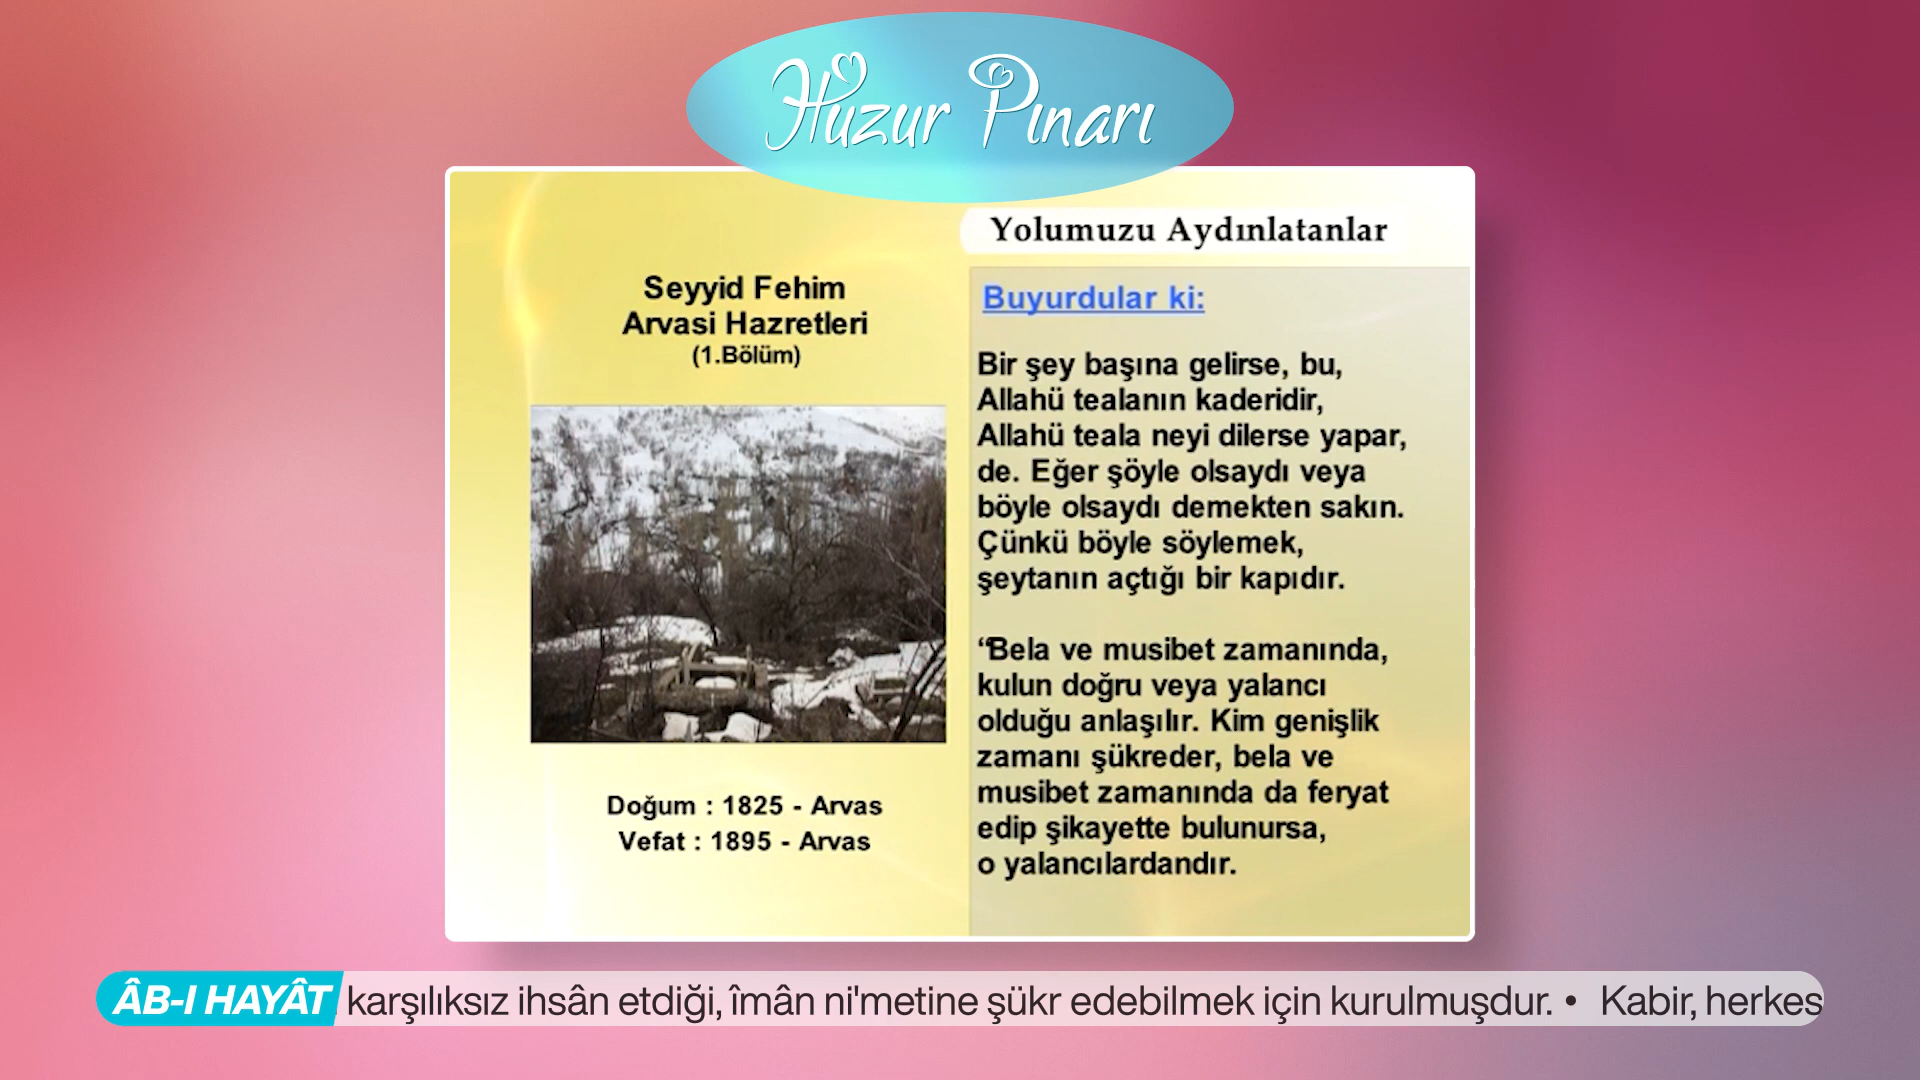 Huzur Pınarı
Yolumuzu Aydınlatanlar
Seyyid Fehim
Arvasi Hazretleri
(1.Bölüm)
Doğum : 1825 - Arvas
Vefat : 1895 - Arvas
Buyurdular ki:
Bir şey başına gelirse, bu,
Allahü tealanın kaderidir,
Allahü teala neyi dilerse yapar,
de. Eğer şöyle olsaydı veya
böyle olsaydı demekten sakın.
Çünkü böyle söylemek,
şeytanın açtığı bir kapıdır.
“Bela ve musibet zamanında,
kulun doğru veya yalancı
olduğu anlaşılır. Kim genişlik
zamanı şükreder, bela ve
musibet zamanında da feryat
edip şikayette bulunursa,
o yalancılardandır.
ÂB-I HAYÂT karşılıksız ihsân etdiği, îmân ni'metine şükr edebilmek için kurulmuşdur. • Kabir, herkes